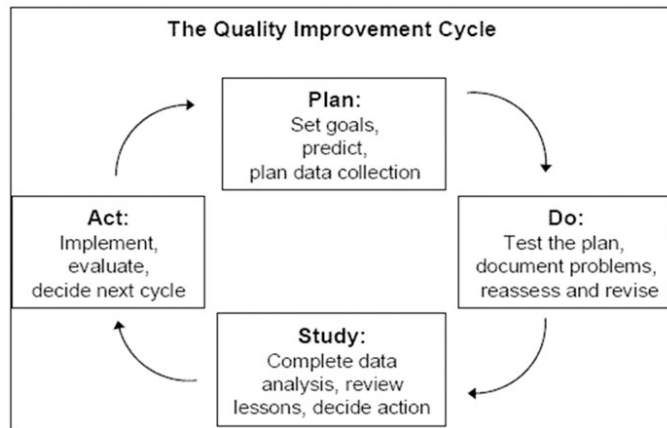 The Quality Improvement Cycle
Plan:
Set goals,
predict,
plan data collection
Do:
Test the plan,
document problems,
reassess and revise
Study:
Complete data
analysis, review
lessons, decide action
Act:
Implement,
evaluate,
decide next cycle